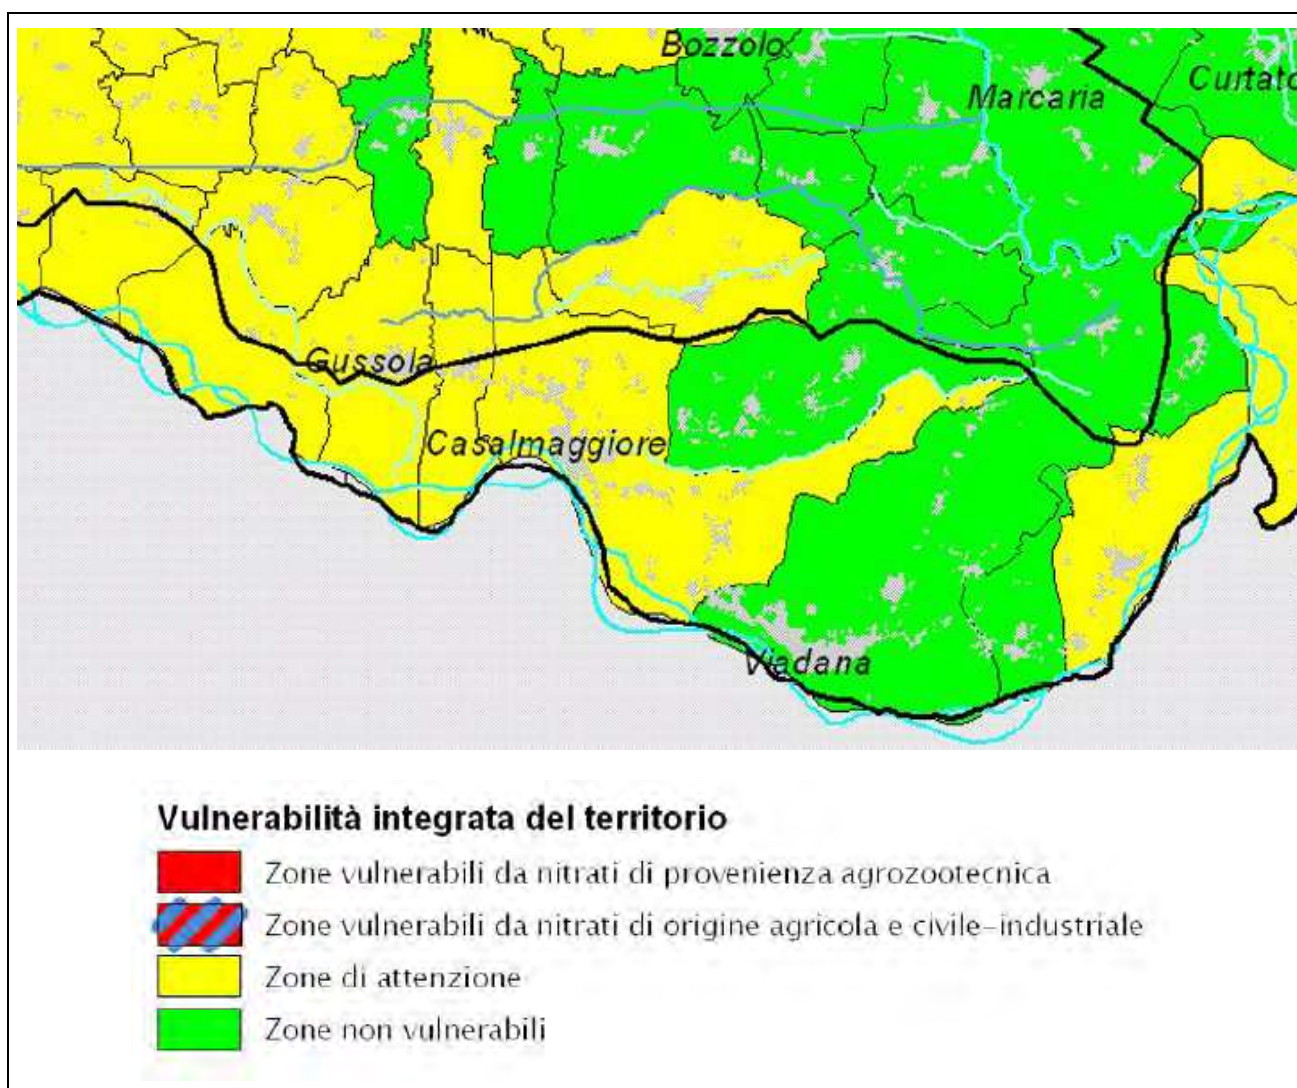 Bozzolo
Marcaria
Curtato
Gussola
Casalmaggiore
Viadana
Vulnerabilità integrata del territorio
Zone vulnerabili da nitrati di provenienza agrozootecnica
Zone vulnerabili da nitrati di origine agricola e civile-industriale
Zone di attenzione
Zone non vulnerabili